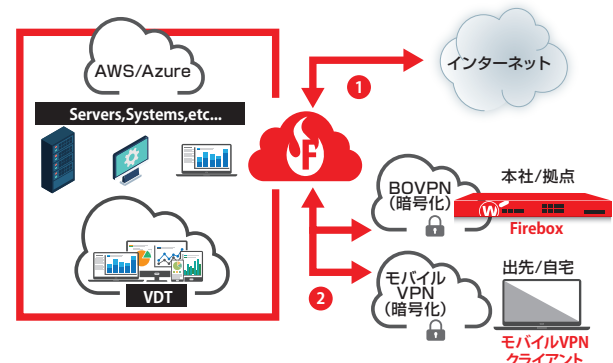 AWS/Azure
Servers,Systems,etc...
VDT
F
1
インターネット
BOVPN
(暗号化)
本社/拠点
W
Firebox
2
モバイル
VPN
(暗号化)
出先/自宅
モバイルVPN
クライアント